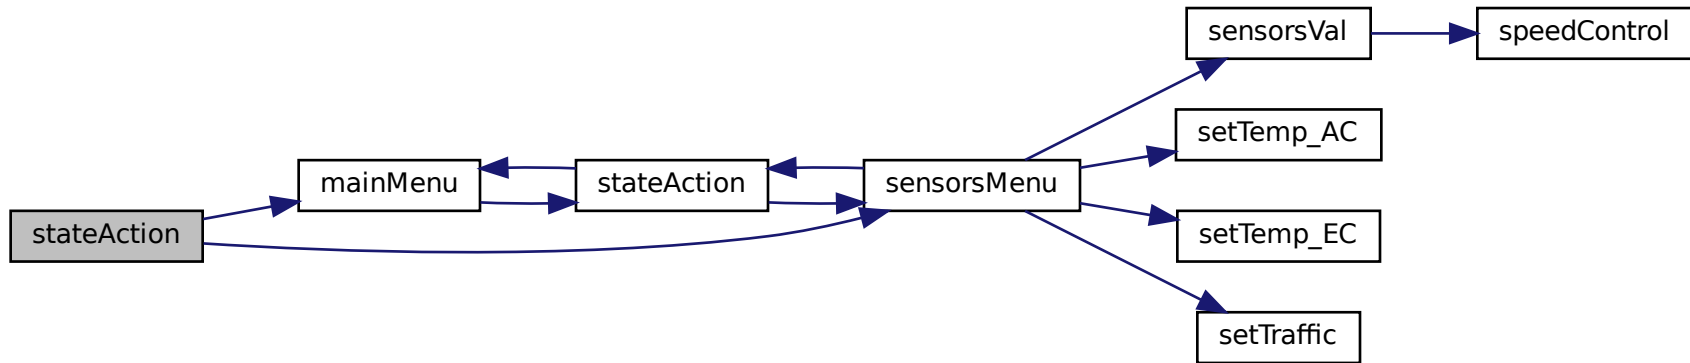 stateAction
mainMenu
stateAction
sensorsMenu
sensorsVal
speedControl
setTemp_AC
setTemp_EC
setTraffic